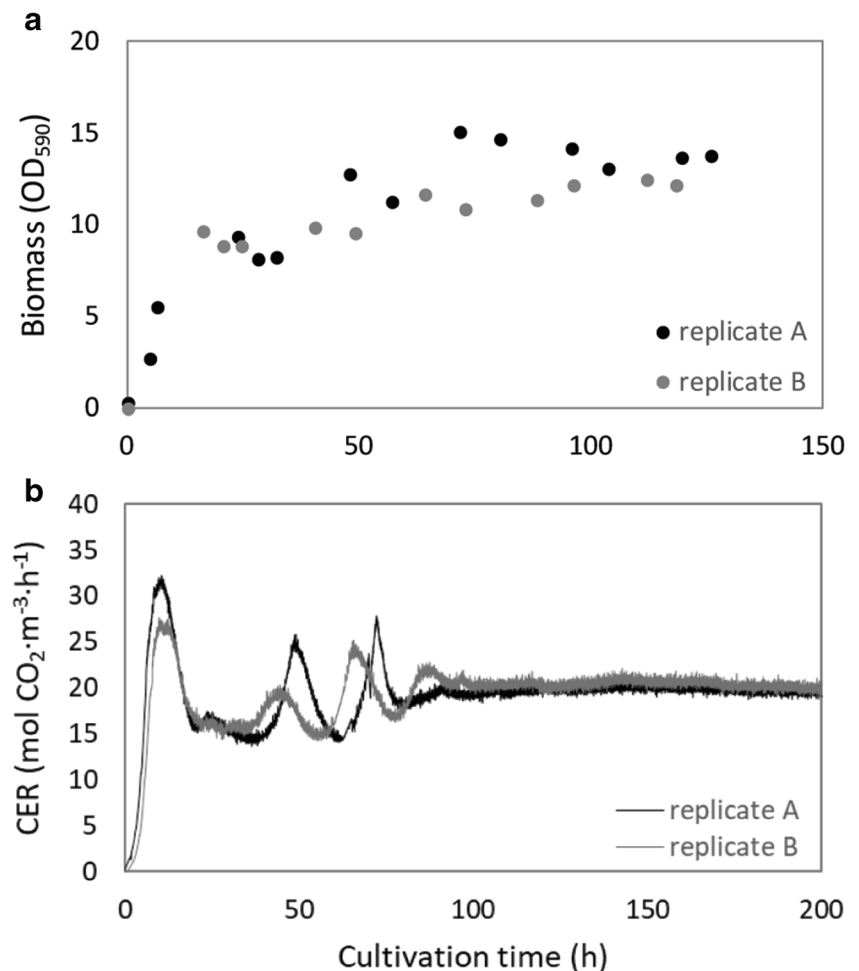 a
20
15
10
5
0
Biomass (OD590)
replicate A
replicate B
0 50 100 150
b
40
35
30
25
20
15
10
5
0
CER (mol CO2·m-3·h-1)
replicate A
replicate B
0 50 100 150 200
Cultivation time (h)